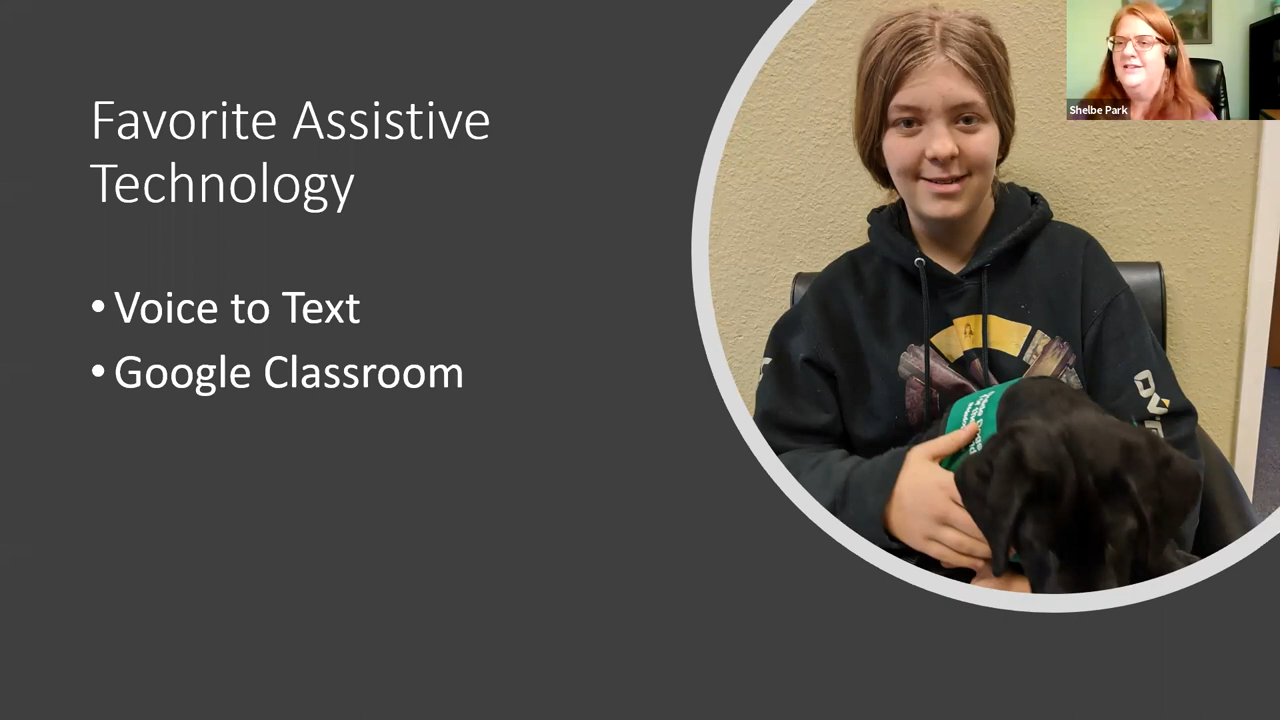 Favorite Assistive
Technology
• Voice to Text
• Google Classroom
Shelbe Park